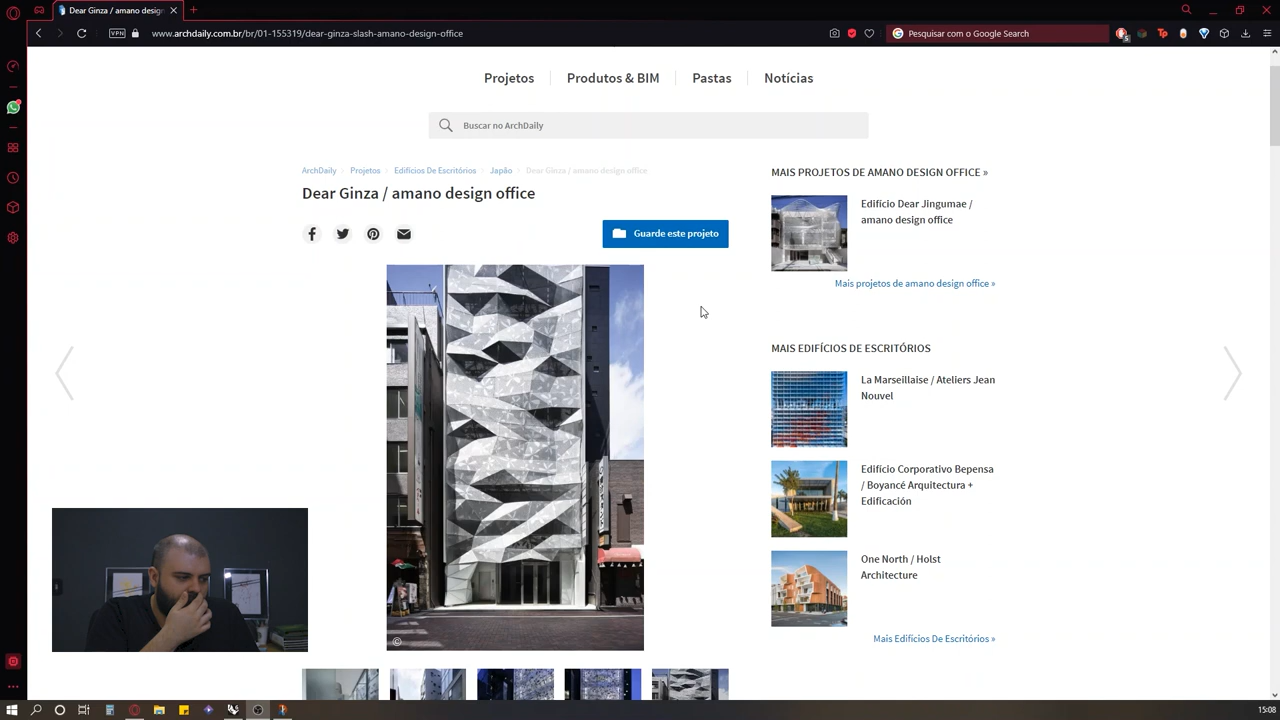 Dear Ginza / amano design offic
VPN
www.archdaily.com.br/br/01-155319/dear-ginza-slash-amano-design-office
Pesquisar com o Google Search
5
Projetos
Produtos & BIM
Pastas
Notícias
Buscar no ArchDaily
ArchDaily
Projetos
Edifícios De Escritórios
Japão
Dear Ginza / amano design office
Dear Ginza / amano design office
Guarde este projeto
©
MAIS PROJETOS DE AMANO DESIGN OFFICE »
Edifício Dear Jingumae /
amano design office
Mais projetos de amano design office »
MAIS EDIFÍCIOS DE ESCRITÓRIOS
La Marseillaise / Ateliers Jean
Nouvel
Edifício Corporativo Bepensa
/ Boyancé Arquitectura +
Edificación
One North / Holst
Architecture
Mais Edifícios De Escritórios »
15:08